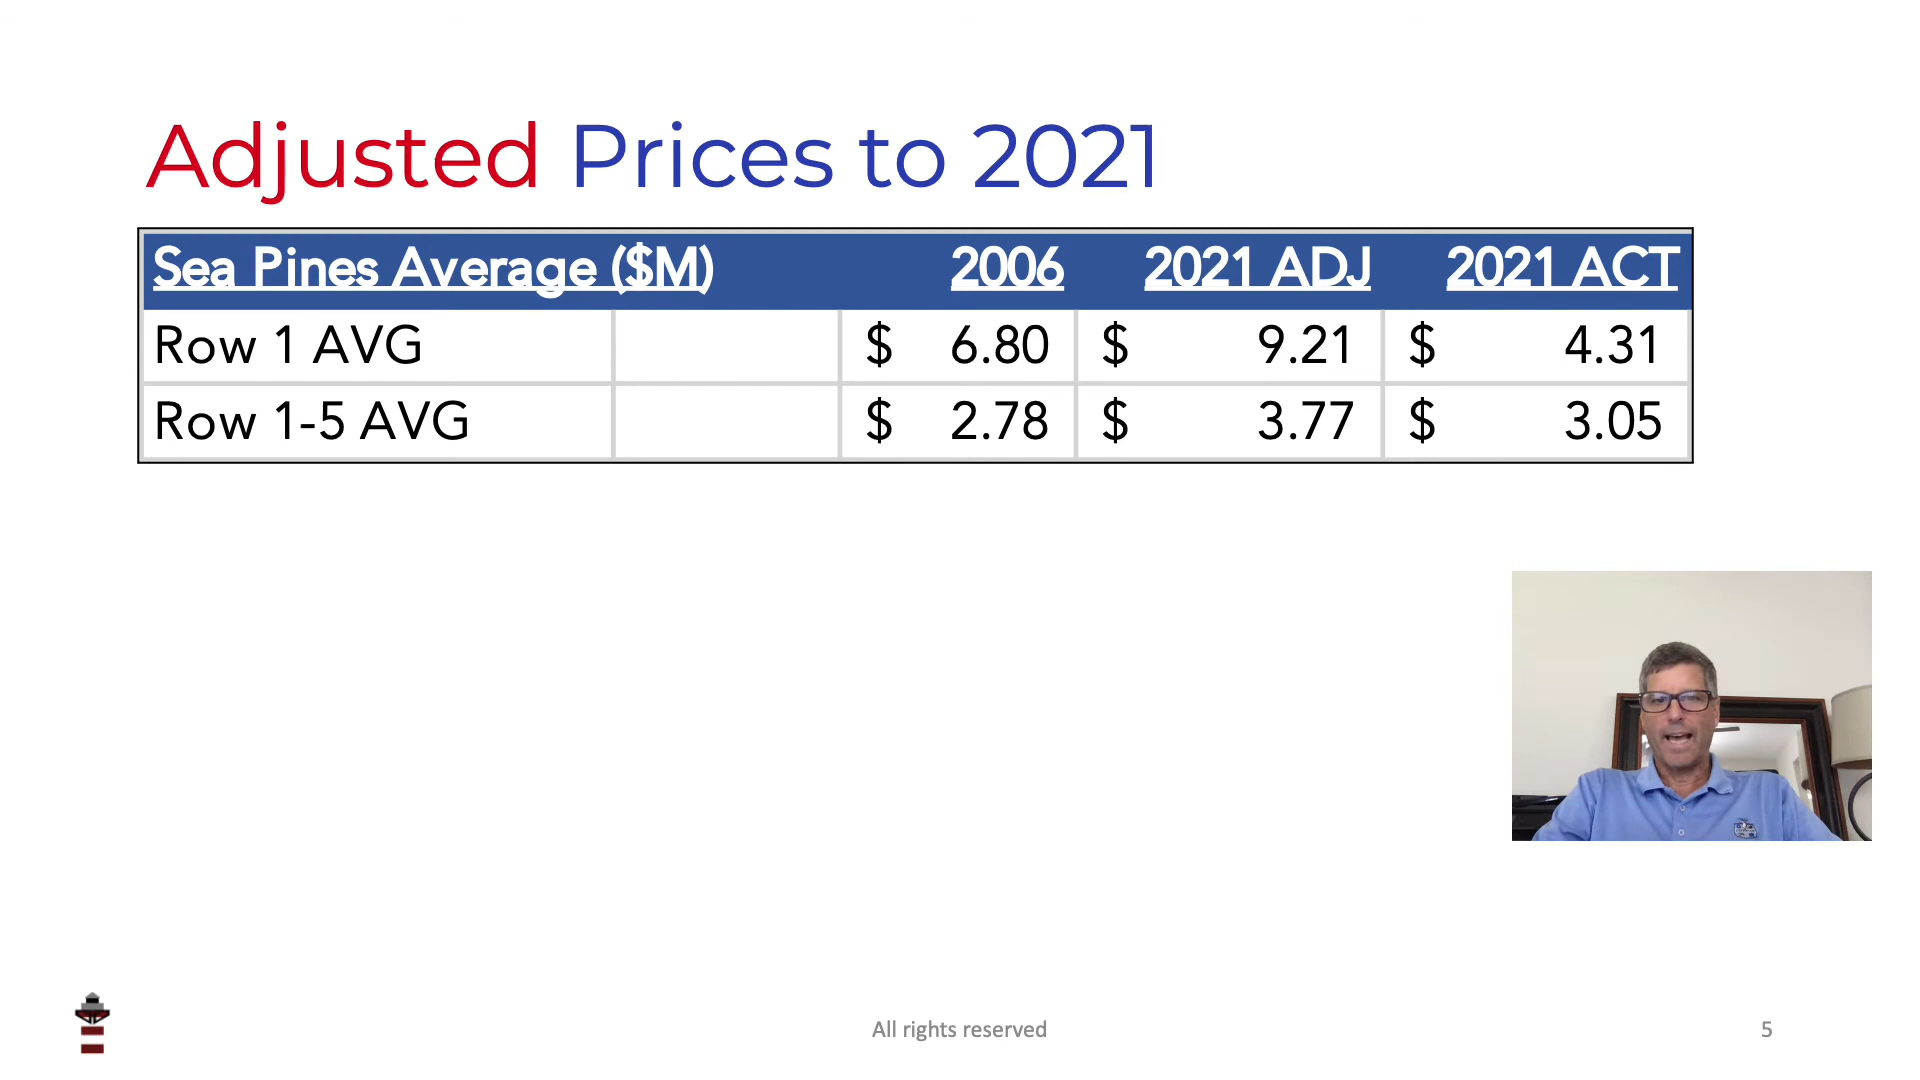 Adjusted Prices to 2021
Sea Pines Average ($M) 2006 2021 ADJ 2021 ACT
Row 1 AVG $ 6.80 $ 9.21 $ 4.31
Row 1-5 AVG $ 2.78 $ 3.77 $ 3.05
All rights reserved 5